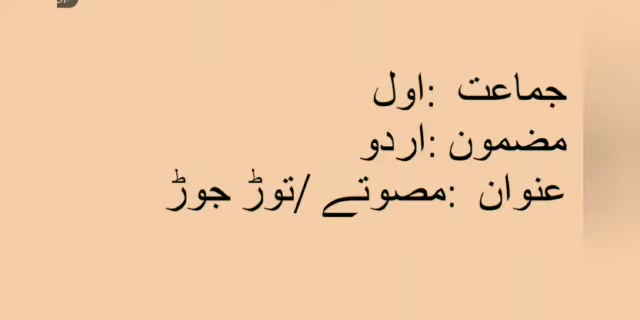 جماعت :اول
مضمون :اردو
عنوان :مصوتے /توڑ جوڑ